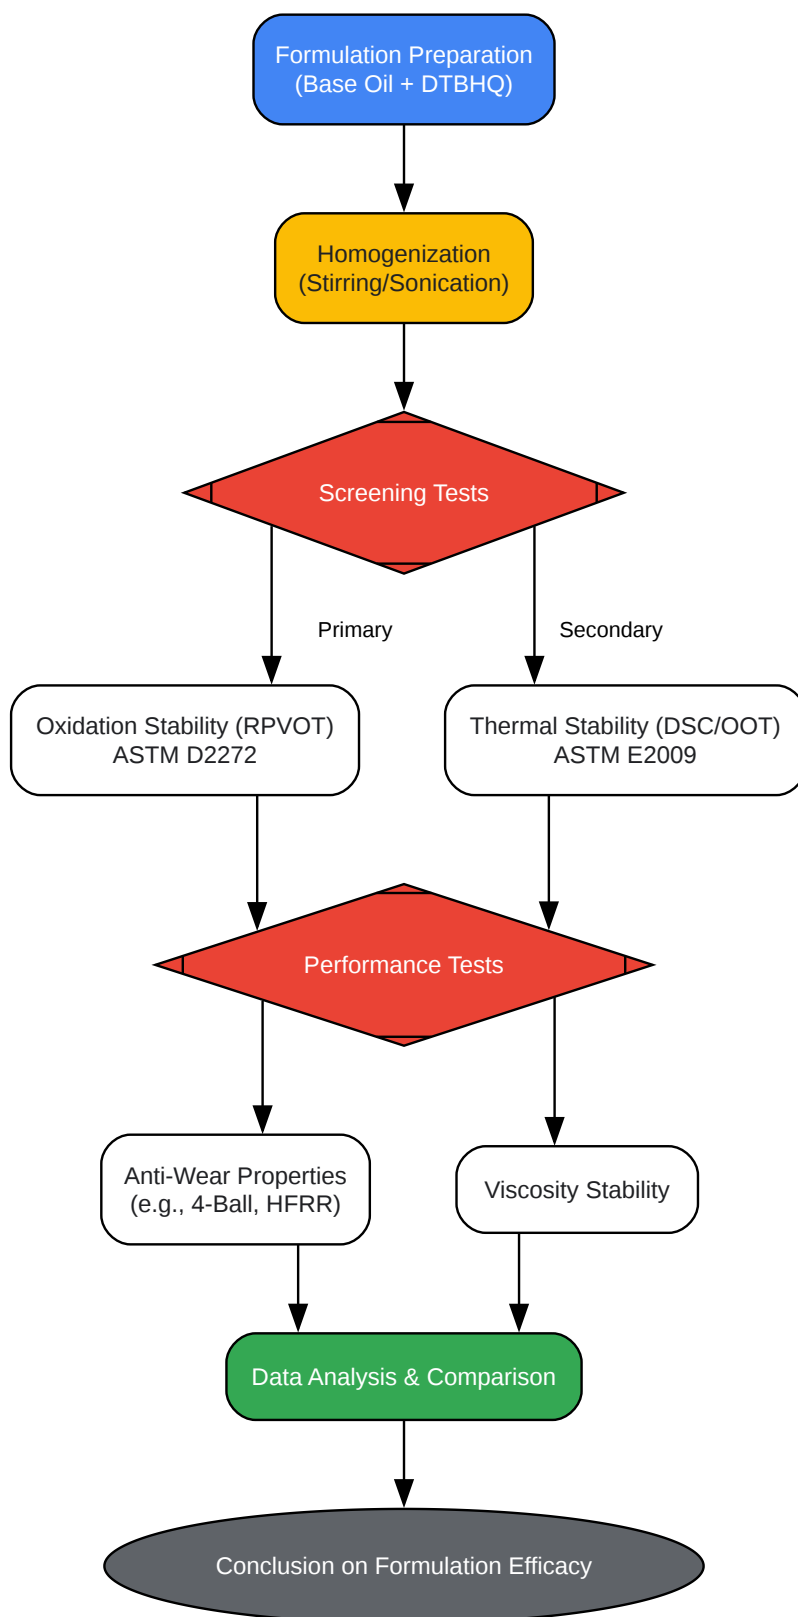 Formulation Preparation
(Base Oil + DTBHQ)
Homogenization
(Stirring/Sonication)
Screening Tests
Primary
Secondary
Oxidation Stability (RPVOT)
ASTM D2272
Thermal Stability (DSC/OOT)
ASTM E2009
Performance Tests
Anti-Wear Properties
(e.g., 4-Ball, HFRR)
Viscosity Stability
Data Analysis & Comparison
Conclusion on Formulation Efficacy